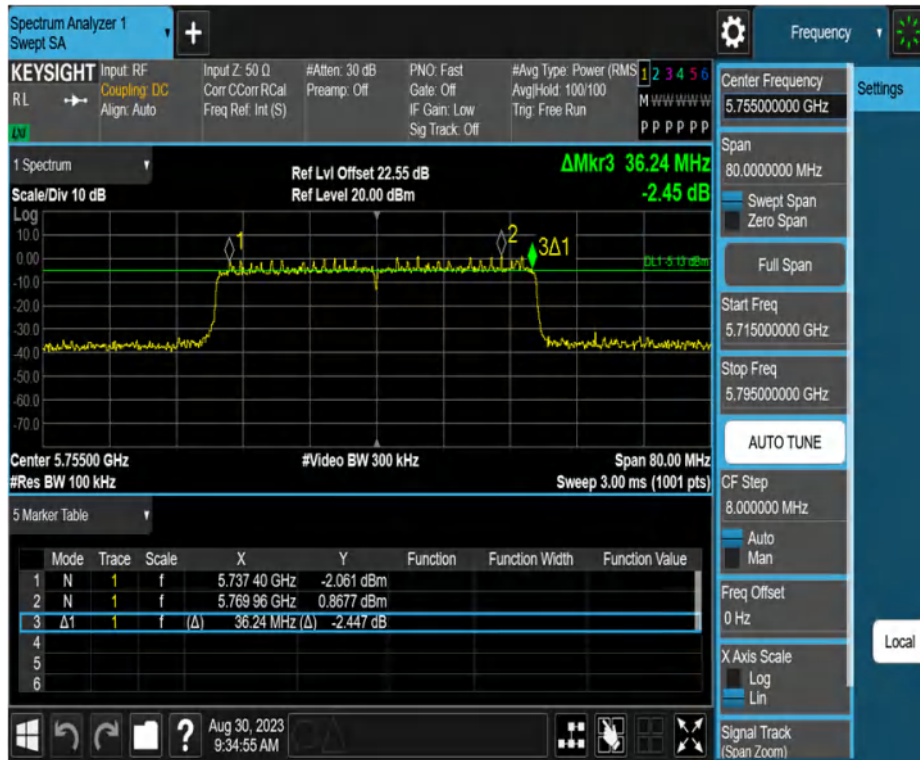 Spectrum Analyzer 1
Swept SA
+
Frequency
KEYSIGHT
RL
LXI
Input: RF
Coupling: DC
Align: Auto
Input Z: 50 Ω
Corr CCorr RCal
Freq Ref: Int (S)
#Atten: 30 dB
Preamp: Off
PNO: Fast
Gate: Off
IF Gain: Low
Sig Track: Off
#Avg Type: Power (RMS
Avg|Hold: 100/100
Trig: Free Run
1 2 3 4 5 6
M W W W W W
P P P P P P
Center Frequency
5.755000000 GHz
Settings
Span
80.0000000 MHz
Swept Span
Zero Span
Full Span
Start Freq
5.715000000 GHz
Stop Freq
5.795000000 GHz
AUTO TUNE
CF Step
8.000000 MHz
Auto
Man
Freq Offset
0 Hz
X Axis Scale
Log
Lin
Signal Track
(Span Zoom)
Local
1 Spectrum
Scale/Div 10 dB
Ref Lvl Offset 22.55 dB
Ref Level 20.00 dBm
ΔMkr3 36.24 MHz
-2.45 dB
Log
10.0
0.00
-10.0
-20.0
-30.0
-40.0
-50.0
-60.0
-70.0
1
2
3Δ1
DL1 -5.13 dBm
Center 5.75500 GHz
#Video BW 300 kHz
Span 80.00 MHz
#Res BW 100 kHz
Sweep 3.00 ms (1001 pts)
5 Marker Table
Mode Trace Scale X Y Function Function Width Function Value
1 N 1 f 5.737 40 GHz -2.061 dBm
2 N 1 f 5.769 96 GHz 0.8677 dBm
3 Δ1 1 f (Δ) 36.24 MHz (Δ) -2.447 dB
4
5
6
?
Aug 30, 2023
9:34:55 AM